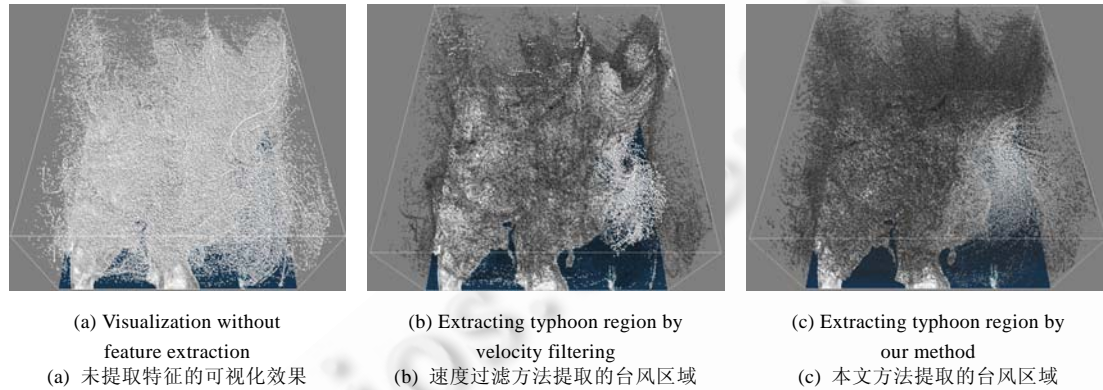 (a) Visualization without
feature extraction
(a) 未提取特征的可视化效果
(b) Extracting typhoon region by
velocity filtering
(b) 速度过滤方法提取的台风区域
(c) Extracting typhoon region by
our method
(c) 本文方法提取的台风区域